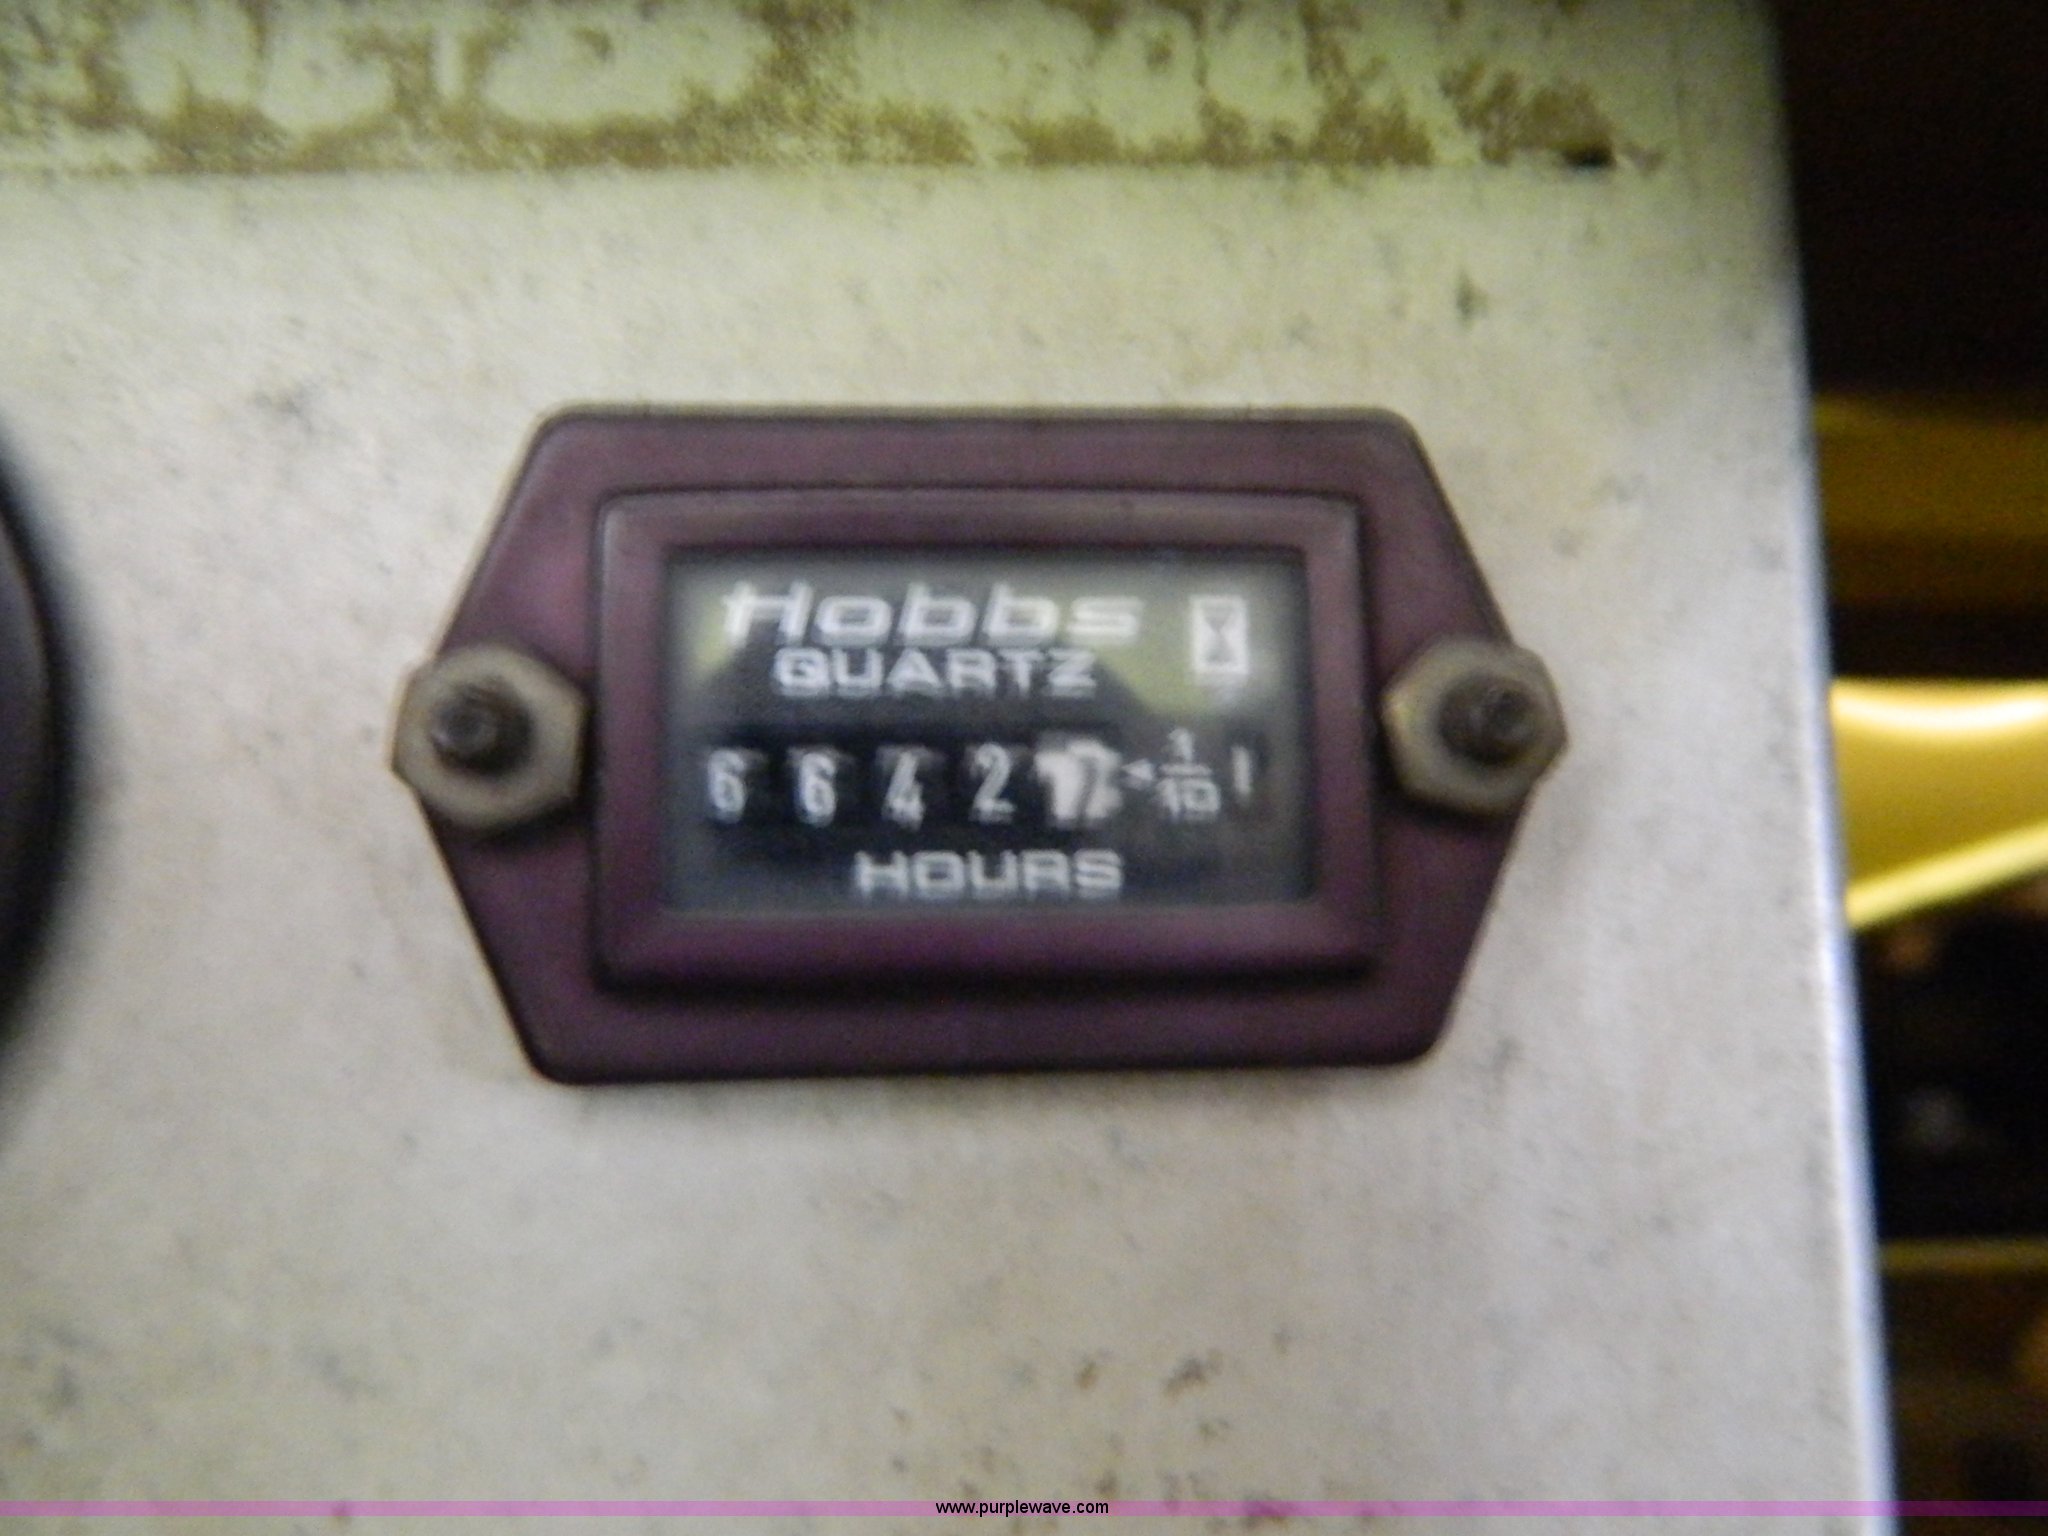 Hobbs
QUARTZ
6642 1/10
HOURS
www.purplewave.com